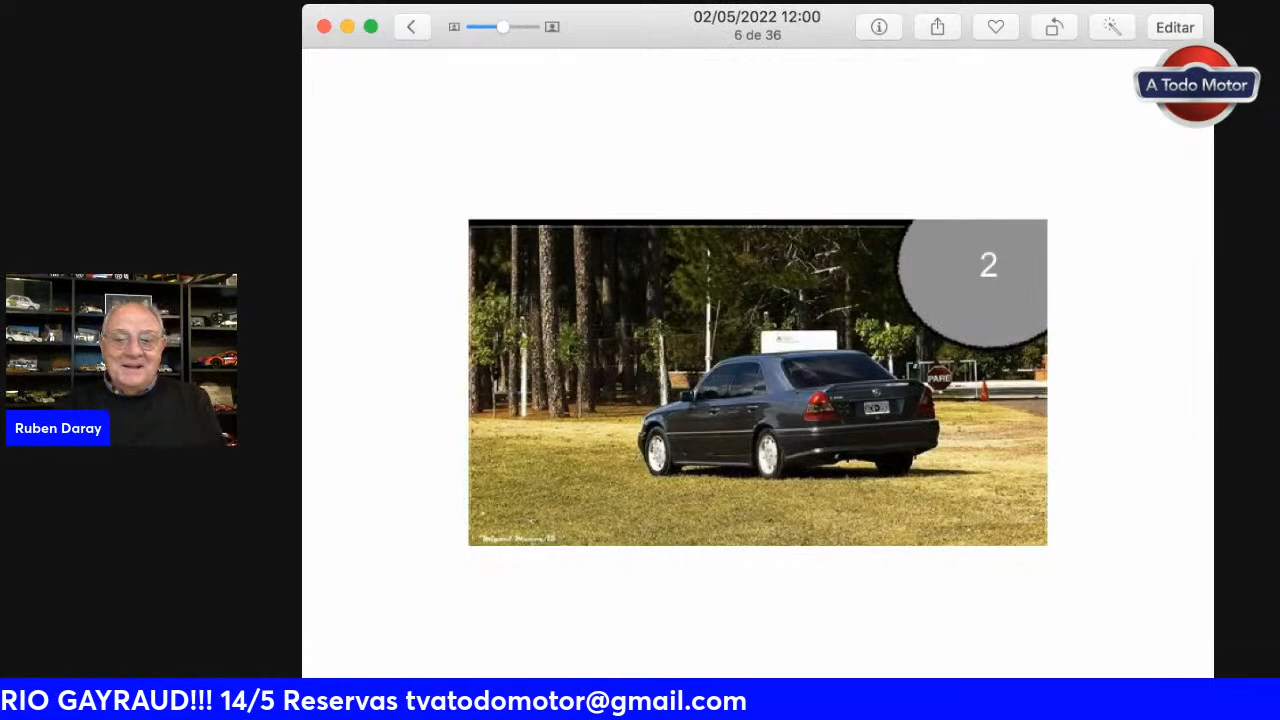 02/05/2022 12:00
6 de 36
Editar
A Todo Motor
2
PARE
Ruben Daray
RIO GAYRAUD!!! 14/5 Reservas tvatodomotor@gmail.com